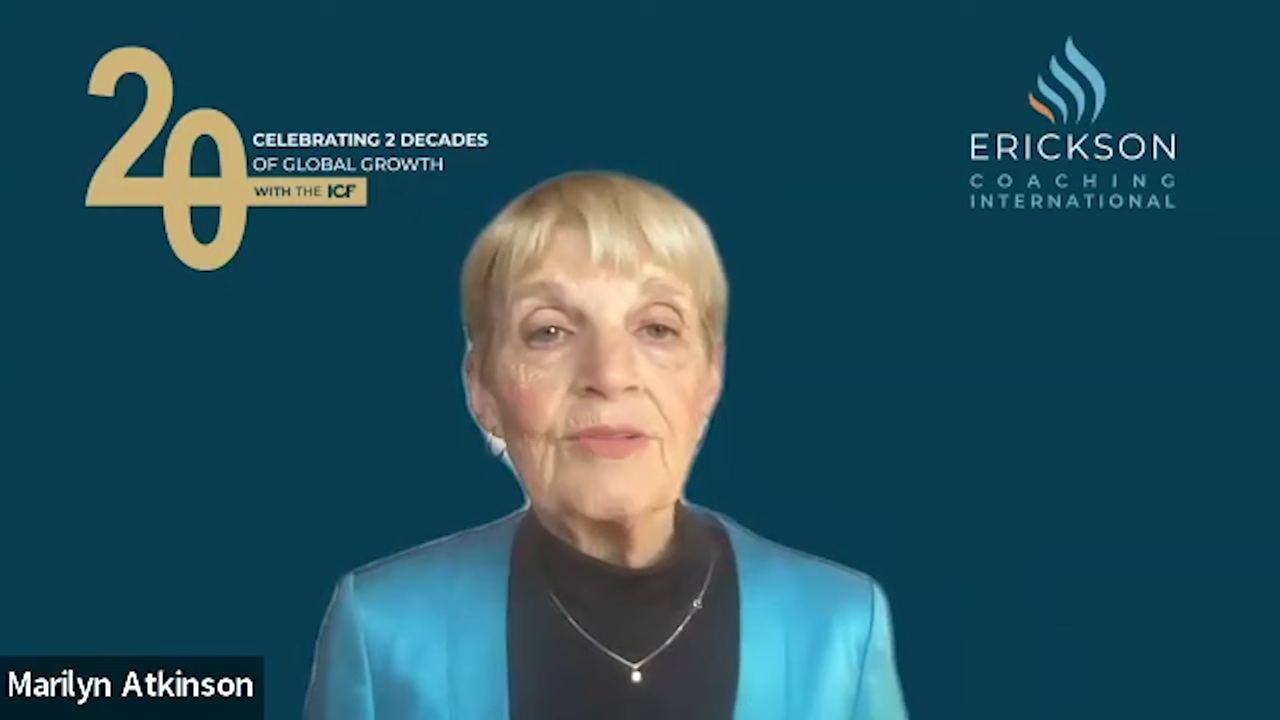 20
CELEBRATING 2 DECADES
OF GLOBAL GROWTH
WITH THE ICF
ERICKSON
COACHING
INTERNATIONAL
Marilyn Atkinson